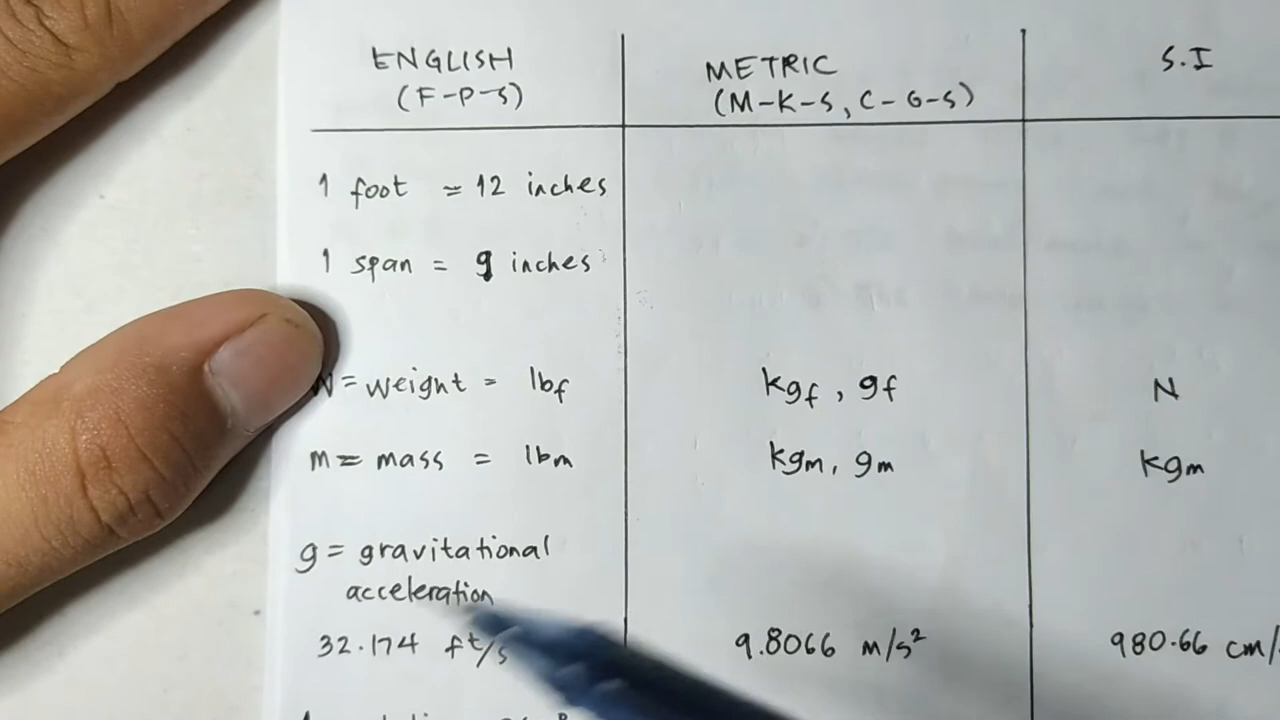 ENGLISH
(F-P-S)
METRIC
(M-K-S, C-G-S)
S.I
1 foot = 12 inches
1 span = 9 inches
W = weight = lbf
kgf, gf
N
m = mass = lbm
kgm, gm
kgm
g = gravitational
acceleration
32.174 ft/s
9.8066 m/s²
980.66 cm/